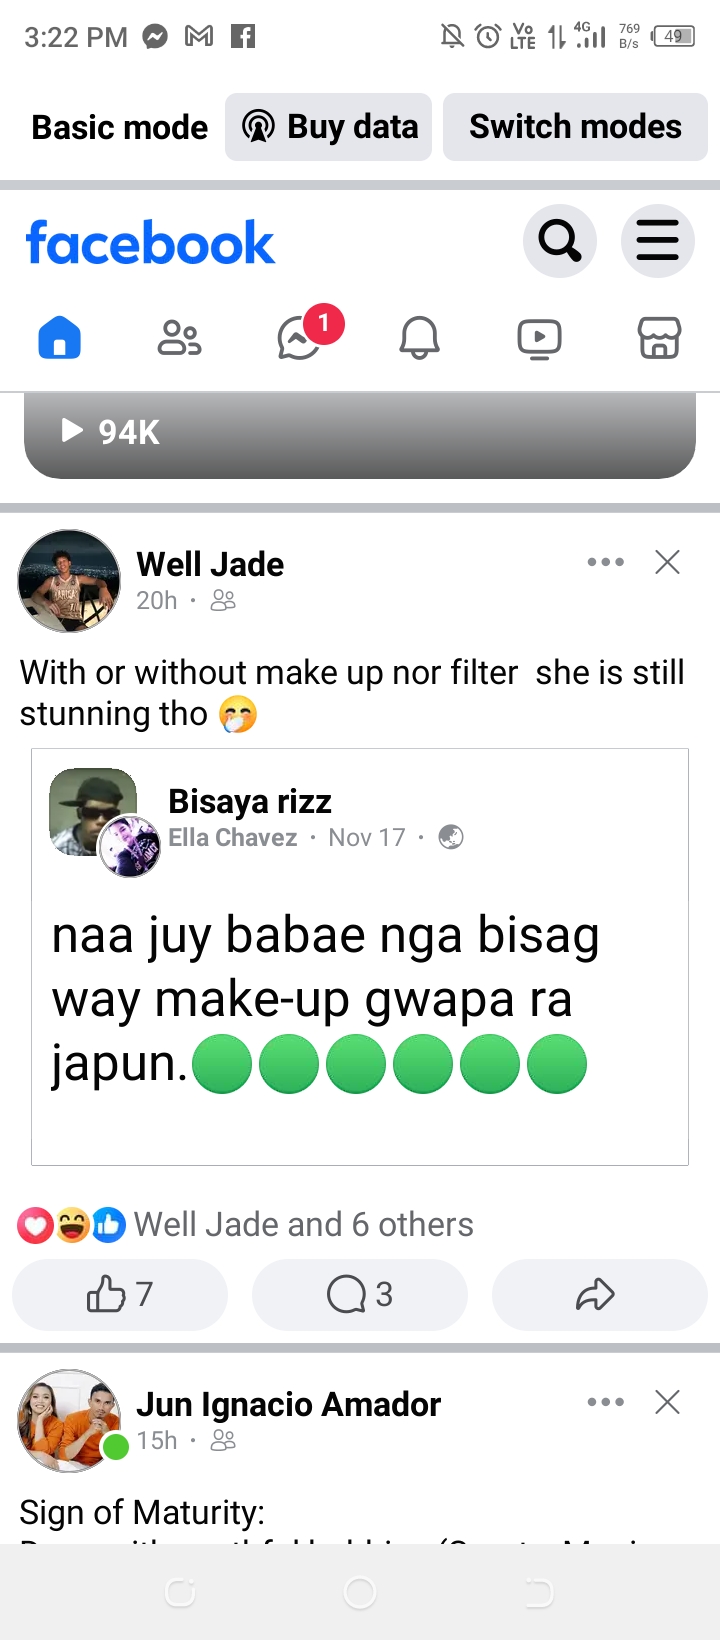 3:22 PM
Vo LTE 4G 769 B/s 49
Basic mode Buy data Switch modes
facebook
1
94K
Well Jade
20h
With or without make up nor filter she is still
stunning tho 🤭
Bisaya rizz
Ella Chavez · Nov 17 ·
naa juy babae nga bisag
way make-up gwapa ra
japun.🟢🟢🟢🟢🟢🟢
Well Jade and 6 others
7 3
Jun Ignacio Amador
15h
Sign of Maturity: